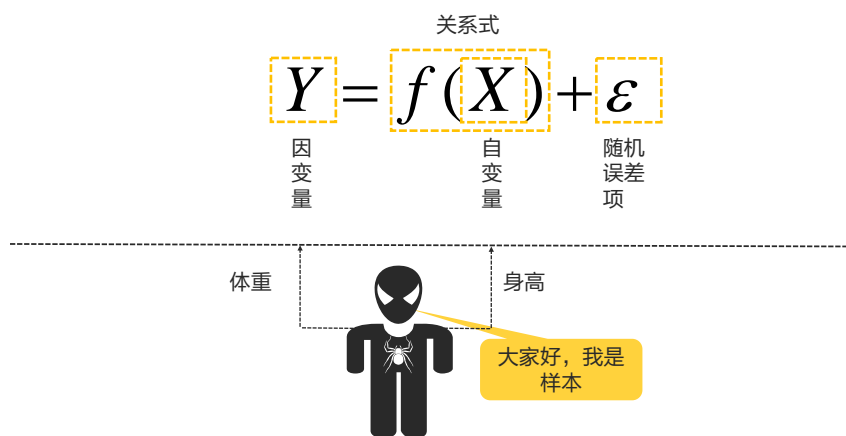 关系式
Y = f(X) + ε
因
变
量
自
变
量
随机
误差
项
体重
身高
大家好，我是
样本